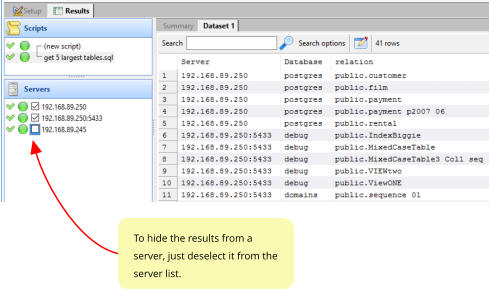 Setup Results
Scripts
(new script)
get 5 largest tables.sql
Servers
192.168.89.250
192.168.89.250:5433
192.168.89.245
Summary Dataset 1
Search Search options 41 rows
Server Database relation
1 192.168.89.250 postgres public.customer
2 192.168.89.250 postgres public.film
3 192.168.89.250 postgres public.payment
4 192.168.89.250 postgres public.payment p2007 06
5 192.168.89.250 postgres public.rental
6 192.168.89.250:5433 debug public.IndexBiggie
7 192.168.89.250:5433 debug public.MixedCaseTable
8 192.168.89.250:5433 debug public.MixedCaseTable3 Col1 seq
9 192.168.89.250:5433 debug public.VIEWtwo
10 192.168.89.250:5433 debug public.ViewONE
11 192.168.89.250:5433 domains public.sequence 01
To hide the results from a
server, just deselect it from the
server list.